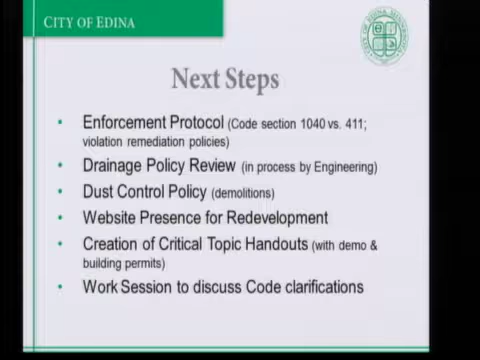 CITY OF EDINA
Next Steps
• Enforcement Protocol (Code section 1040 vs. 411;
violation remediation policies)
• Drainage Policy Review (in process by Engineering)
• Dust Control Policy (demolitions)
• Website Presence for Redevelopment
• Creation of Critical Topic Handouts (with demo &
building permits)
• Work Session to discuss Code clarifications